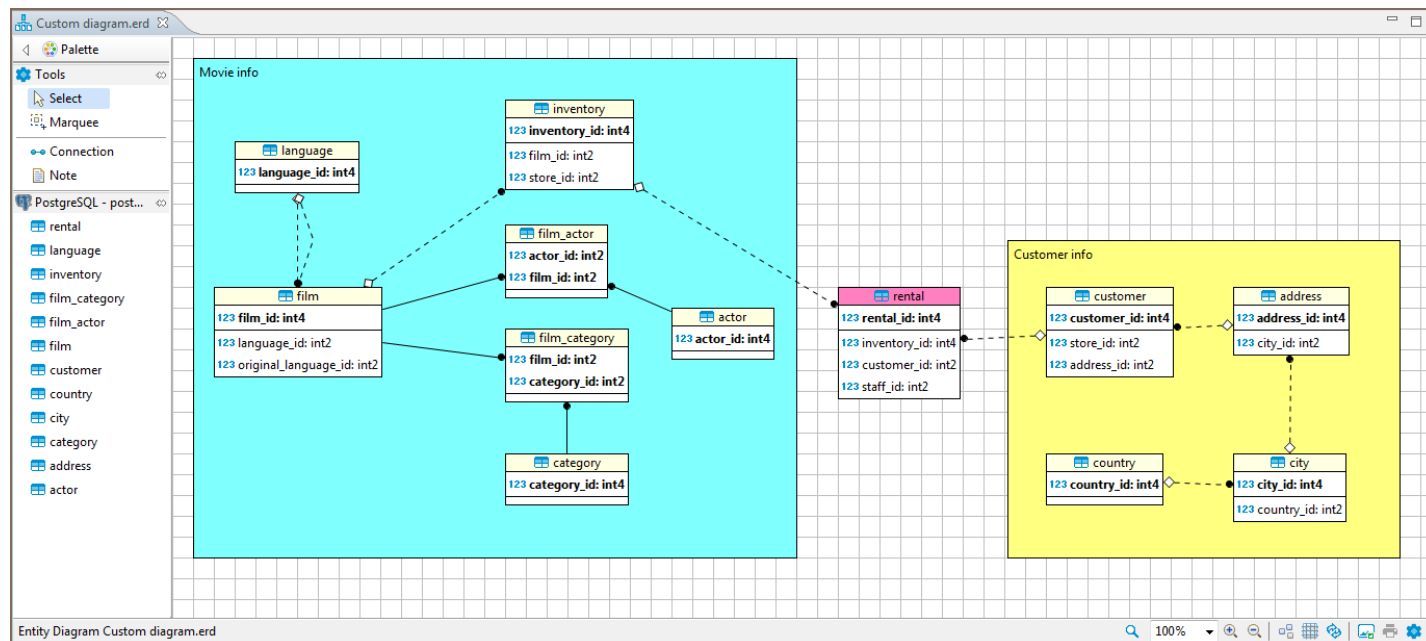 Custom diagram.erd
Palette
Tools
Select
Marquee
Connection
Note
PostgreSQL - post...
rental
language
inventory
film_category
film_actor
film
customer
country
city
category
address
actor
Movie info
language
123 language_id: int4
inventory
123 inventory_id: int4
123 film_id: int2
123 store_id: int2
film_actor
123 actor_id: int2
123 film_id: int2
film
123 film_id: int4
123 language_id: int2
123 original_language_id: int2
actor
123 actor_id: int4
film_category
123 film_id: int2
123 category_id: int2
category
123 category_id: int4
rental
123 rental_id: int4
123 inventory_id: int4
123 customer_id: int2
123 staff_id: int2
Customer info
customer
123 customer_id: int4
123 store_id: int2
123 address_id: int2
address
123 address_id: int4
123 city_id: int2
country
123 country_id: int4
city
123 city_id: int4
123 country_id: int2
Entity Diagram Custom diagram.erd
100%